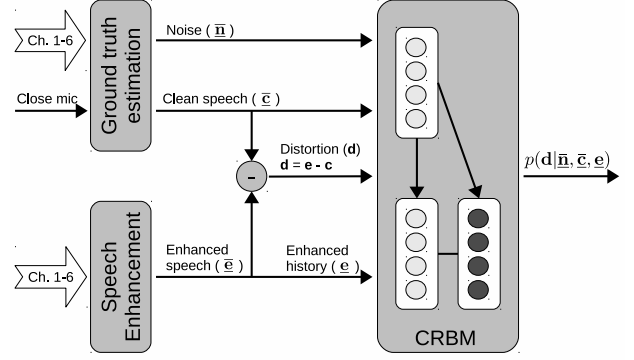 Ch. 1-6
Close mic
Ground truth
estimation
Noise ( n̲̅ )
Clean speech ( c̲̅ )
Distortion (d)
d = e - c
-
Speech
Enhancement
Ch. 1-6
Enhanced
speech ( e̲̅ )
Enhanced
history ( e̲ )
CRBM
p(d|n̲̅, c̲̅, e̲)